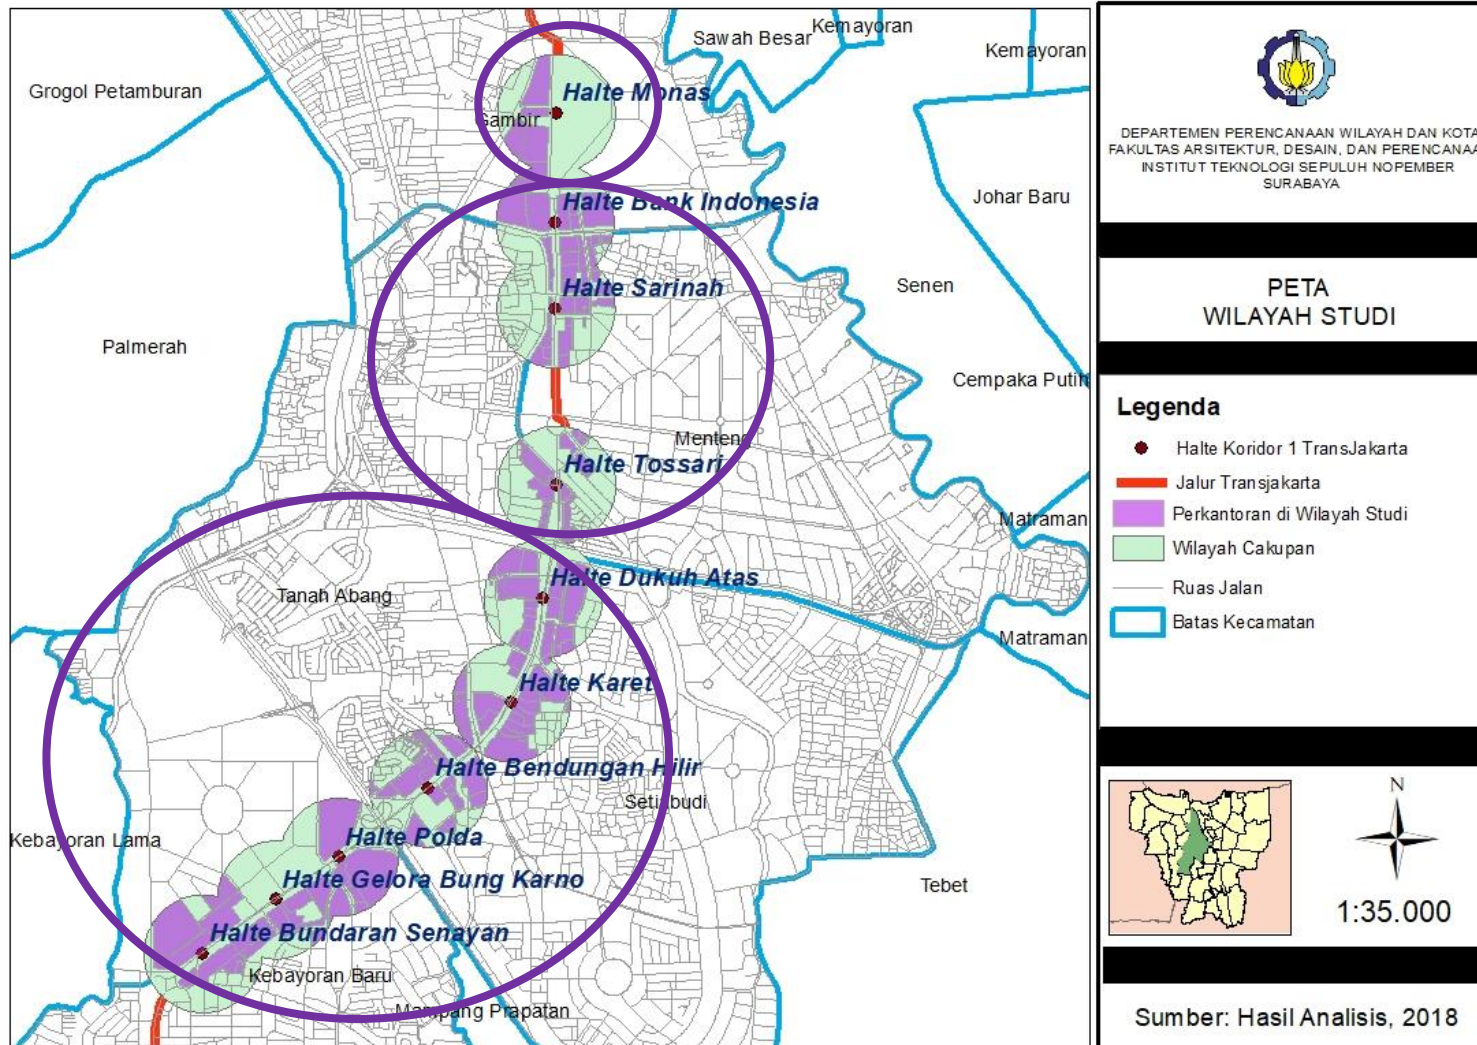 Grogol Petamburan
Sawah Besar
Kemayoran
Kemayoran
Halte Monas
Gambir
Halte Bank Indonesia
Johar Baru
Halte Sarinah
Senen
Palmerah
Cempaka Putih
Menteng
Halte Tossari
Matraman
Halte Dukuh Atas
Tanah Abang
Matraman
Halte Karet
Halte Bendungan Hilir
Setiabudi
Kebayoran Lama
Halte Polda
Halte Gelora Bung Karno
Tebet
Halte Bundaran Senayan
Kebayoran Baru
Mampang Prapatan
DEPARTEMEN PERENCANAAN WILAYAH DAN KOTA
FAKULTAS ARSITEKTUR, DESAIN, DAN PERENCANAA
INSTITUT TEKNOLOGI SEPULUH NOPEMBER
SURABAYA
PETA
WILAYAH STUDI
Legenda
Halte Koridor 1 TransJakarta
Jalur Transjakarta
Perkantoran di Wilayah Studi
Wilayah Cakupan
Ruas Jalan
Batas Kecamatan
N
1:35.000
Sumber: Hasil Analisis, 2018